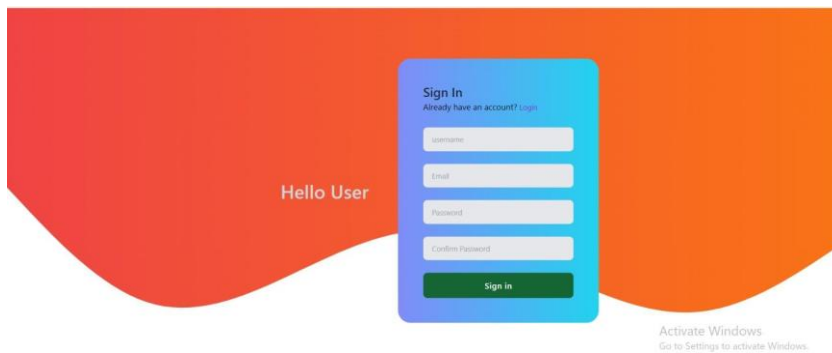 Sign In
Already have an account? Login
username
Email
Hello User
Password
Confirm Password
Sign in
Activate Windows
Go to Settings to activate Windows.